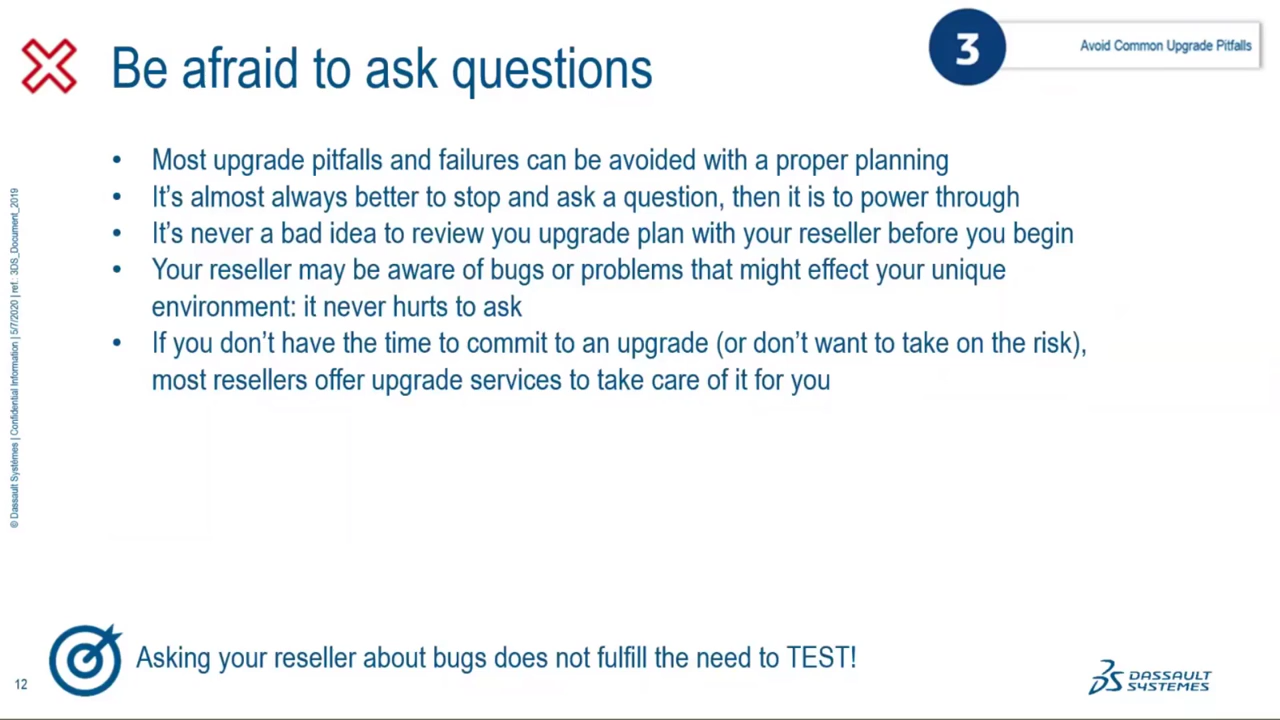 Be afraid to ask questions
3
Avoid Common Upgrade Pitfalls
• Most upgrade pitfalls and failures can be avoided with a proper planning
• It’s almost always better to stop and ask a question, then it is to power through
• It’s never a bad idea to review you upgrade plan with your reseller before you begin
• Your reseller may be aware of bugs or problems that might effect your unique
environment: it never hurts to ask
• If you don’t have the time to commit to an upgrade (or don’t want to take on the risk),
most resellers offer upgrade services to take care of it for you
© Dassault Systèmes | Confidential Information | 5/7/2020 | ref. 3DS_Document_2019
Asking your reseller about bugs does not fulfill the need to TEST!
12
DASSAULT
SYSTEMES